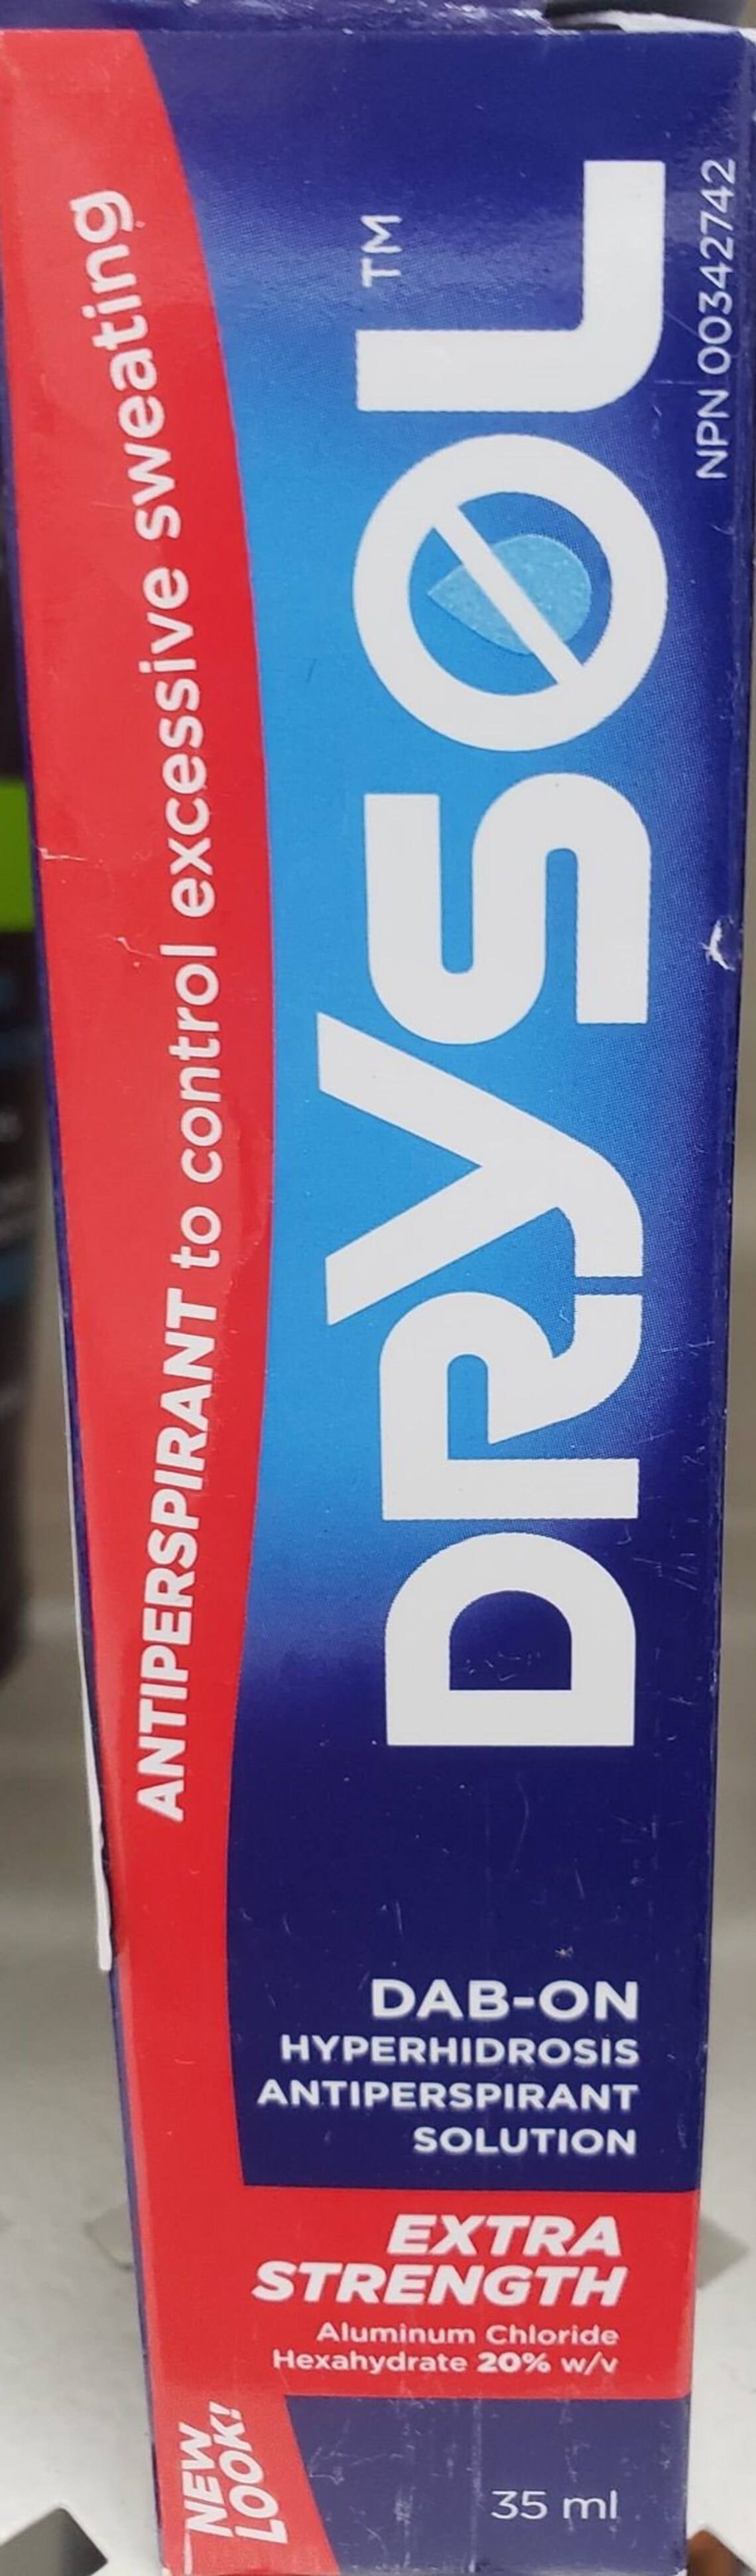 ANTIPERSPIRANT to control excessive sweating
DRYSOL™
NPN 00342742
DAB-ON
HYPERHIDROSIS
ANTIPERSPIRANT
SOLUTION
EXTRA
STRENGTH
Aluminum Chloride
Hexahydrate 20% w/v
NEW
LOOK!
35 ml